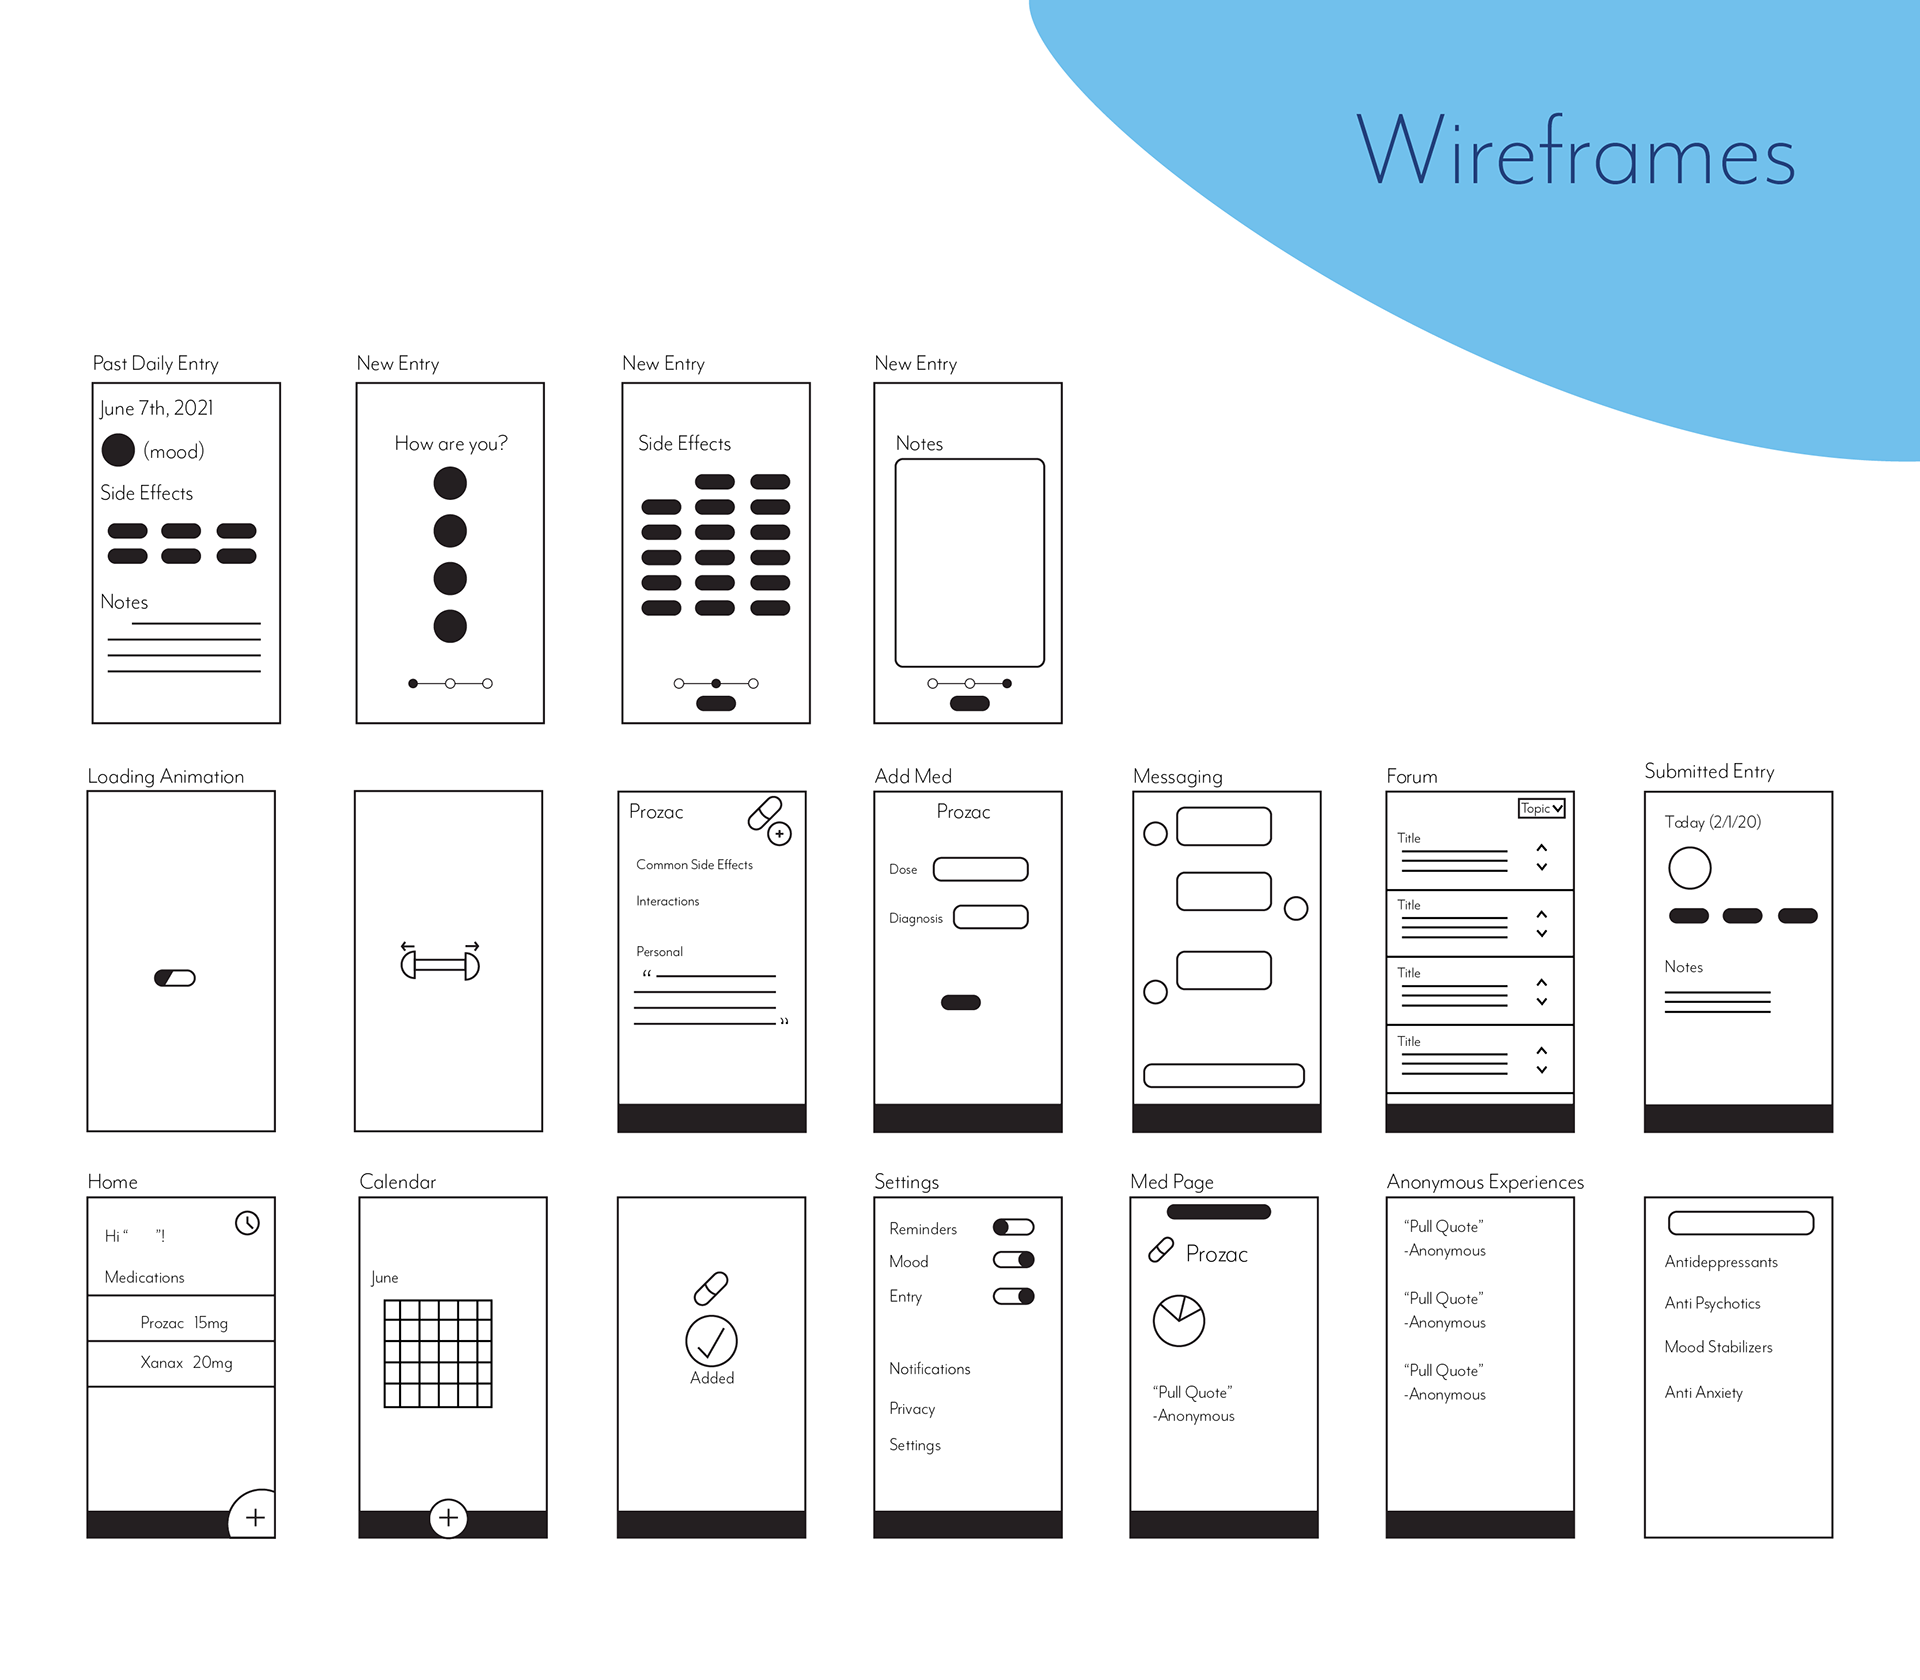 Wireframes
Past Daily Entry
June 7th, 2021
(mood)
Side Effects
Notes
New Entry
How are you?
New Entry
Side Effects
New Entry
Notes
Loading Animation
Prozac
Common Side Effects
Interactions
Personal
“
”
Add Med
Prozac
Dose
Diagnosis
Messaging
Forum
Topic
Title
Title
Title
Title
Submitted Entry
Today (2/1/20)
Notes
Home
Hi “ ”!
Medications
Prozac 15mg
Xanax 20mg
Calendar
June
Added
Settings
Reminders
Mood
Entry
Notifications
Privacy
Settings
Med Page
Prozac
“Pull Quote”
-Anonymous
Anonymous Experiences
“Pull Quote”
-Anonymous
“Pull Quote”
-Anonymous
“Pull Quote”
-Anonymous
Antideppressants
Anti Psychotics
Mood Stabilizers
Anti Anxiety